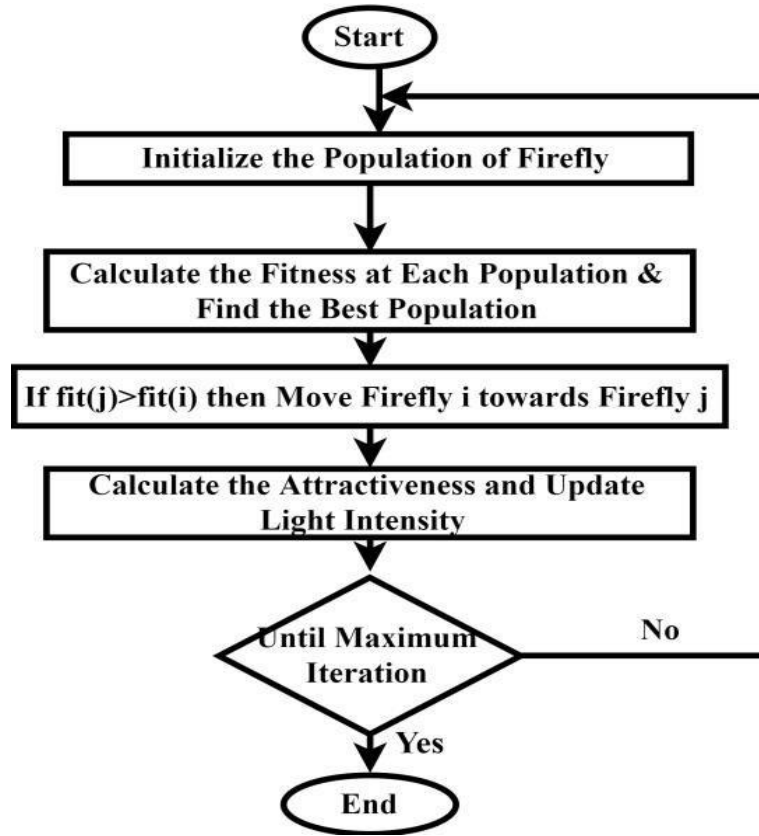 Start
Initialize the Population of Firefly
Calculate the Fitness at Each Population &
Find the Best Population
If fit(j)>fit(i) then Move Firefly i towards Firefly j
Calculate the Attractiveness and Update
Light Intensity
Until Maximum
Iteration
No
Yes
End